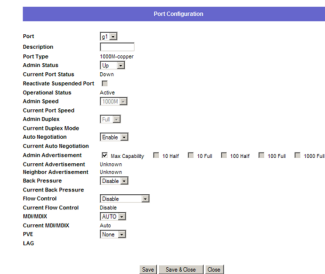 Port Configuration
Port g1
Description
Port Type 1000M-copper
Admin Status Up
Current Port Status Down
Reactivate Suspended Port
Operational Status Active
Admin Speed 1000M
Current Port Speed
Admin Duplex Full
Current Duplex Mode
Auto Negotiation Enable
Current Auto Negotiation
Admin Advertisement Max Capability 10 Half 10 Full 100 Half 100 Full 1000 Full
Current Advertisement Unknown
Neighbor Advertisement Unknown
Back Pressure Disable
Current Back Pressure
Flow Control Disable
Current Flow Control Disable
MDI/MDIX AUTO
Current MDI/MDIX Auto
PVE None
LAG
Save Save & Close Close